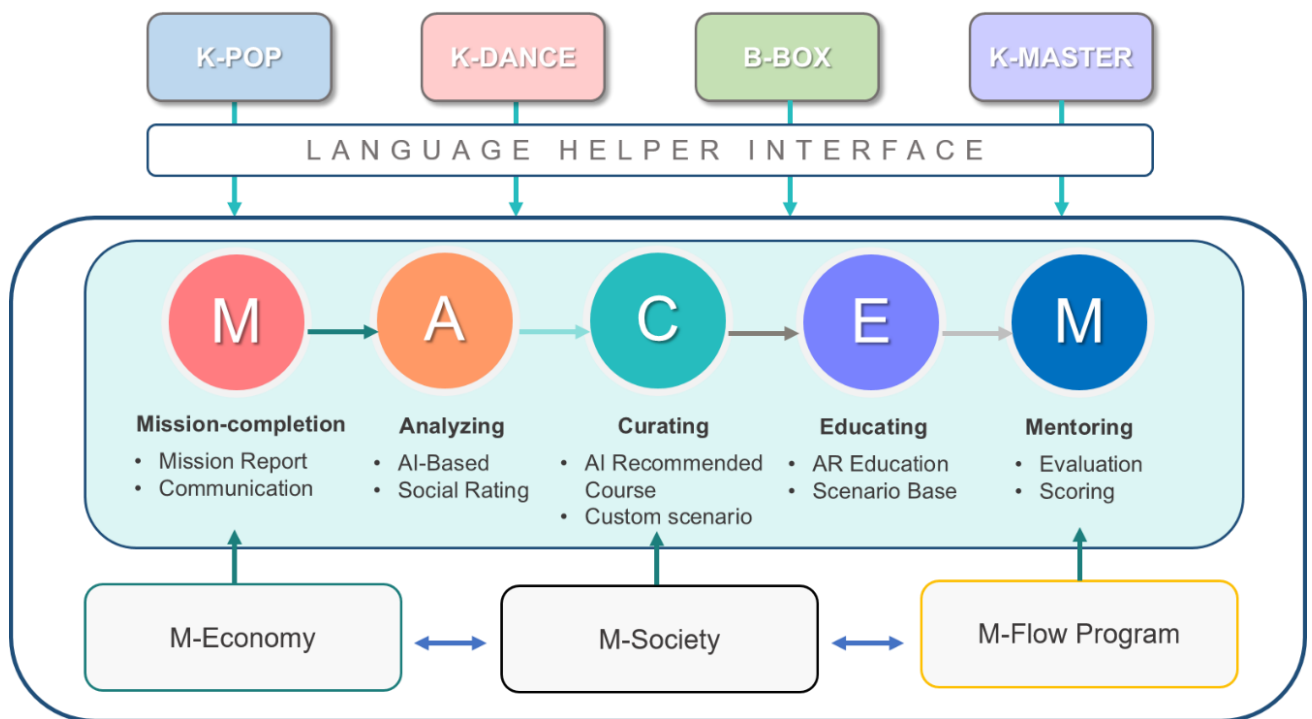 K-POP
K-DANCE
B-BOX
K-MASTER
LANGUAGE HELPER INTERFACE
M
A
C
E
M
Mission-completion
• Mission Report
• Communication
Analyzing
• AI-Based
• Social Rating
Curating
• AI Recommended
Course
• Custom scenario
Educating
• AR Education
• Scenario Base
Mentoring
• Evaluation
• Scoring
M-Economy
M-Society
M-Flow Program